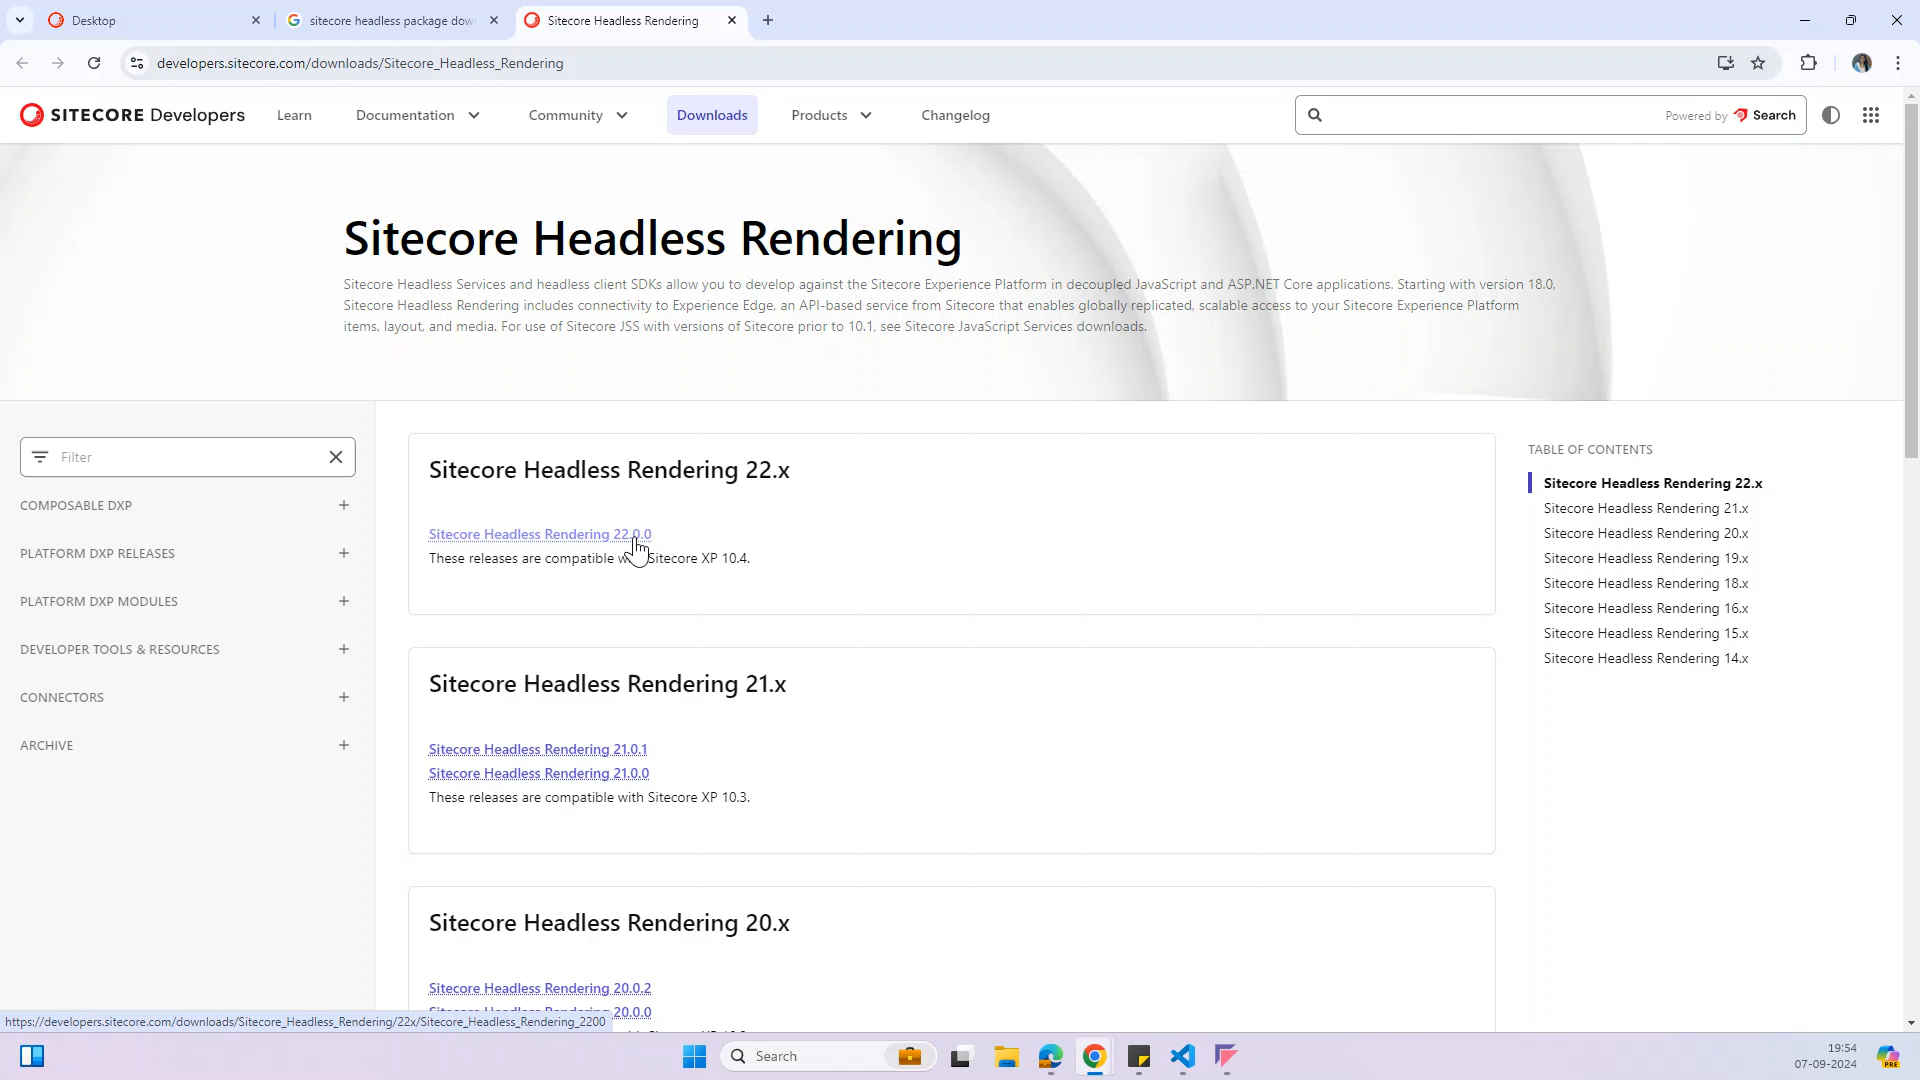 Desktop
sitecore headless package dow
Sitecore Headless Rendering
developers.sitecore.com/downloads/Sitecore_Headless_Rendering
SITECORE Developers
Learn
Documentation
Community
Downloads
Products
Changelog
Powered by Search
Sitecore Headless Rendering
Sitecore Headless Services and headless client SDKs allow you to develop against the Sitecore Experience Platform in decoupled JavaScript and ASP.NET Core applications. Starting with version 18.0,
Sitecore Headless Rendering includes connectivity to Experience Edge, an API-based service from Sitecore that enables globally replicated, scalable access to your Sitecore Experience Platform
items, layout, and media. For use of Sitecore JSS with versions of Sitecore prior to 10.1, see Sitecore JavaScript Services downloads.
Filter
COMPOSABLE DXP
PLATFORM DXP RELEASES
PLATFORM DXP MODULES
DEVELOPER TOOLS & RESOURCES
CONNECTORS
ARCHIVE
Sitecore Headless Rendering 22.x
Sitecore Headless Rendering 22.0.0
These releases are compatible Sitecore XP 10.4.
Sitecore Headless Rendering 21.x
Sitecore Headless Rendering 21.0.1
Sitecore Headless Rendering 21.0.0
These releases are compatible with Sitecore XP 10.3.
Sitecore Headless Rendering 20.x
Sitecore Headless Rendering 20.0.2
Sitecore Headless Rendering 20.0.0
TABLE OF CONTENTS
Sitecore Headless Rendering 22.x
Sitecore Headless Rendering 21.x
Sitecore Headless Rendering 20.x
Sitecore Headless Rendering 19.x
Sitecore Headless Rendering 18.x
Sitecore Headless Rendering 16.x
Sitecore Headless Rendering 15.x
Sitecore Headless Rendering 14.x
https://developers.sitecore.com/downloads/Sitecore_Headless_Rendering/22x/Sitecore_Headless_Rendering_2200
Search
19:54
07-09-2024
PRE